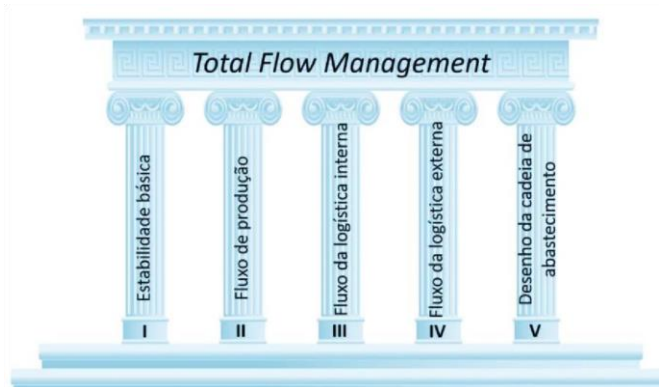 Total Flow Management
Estabilidade básica
Fluxo de produção
Fluxo da logística interna
Fluxo da logística externa
Desenho da cadeia de
abastecimento
I
II
III
IV
V